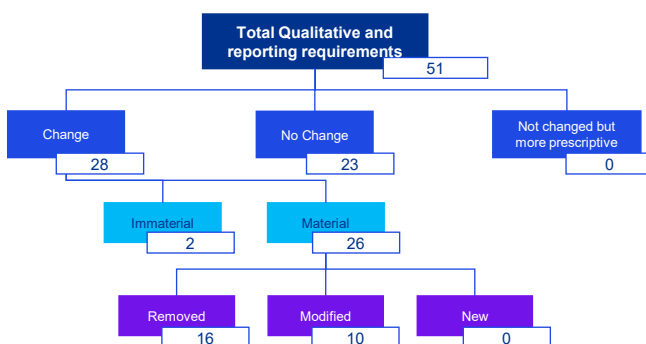 Total Qualitative and
reporting requirements
51
Change
28
No Change
23
Not changed but
more prescriptive
0
Immaterial
2
Material
26
Removed
16
Modified
10
New
0